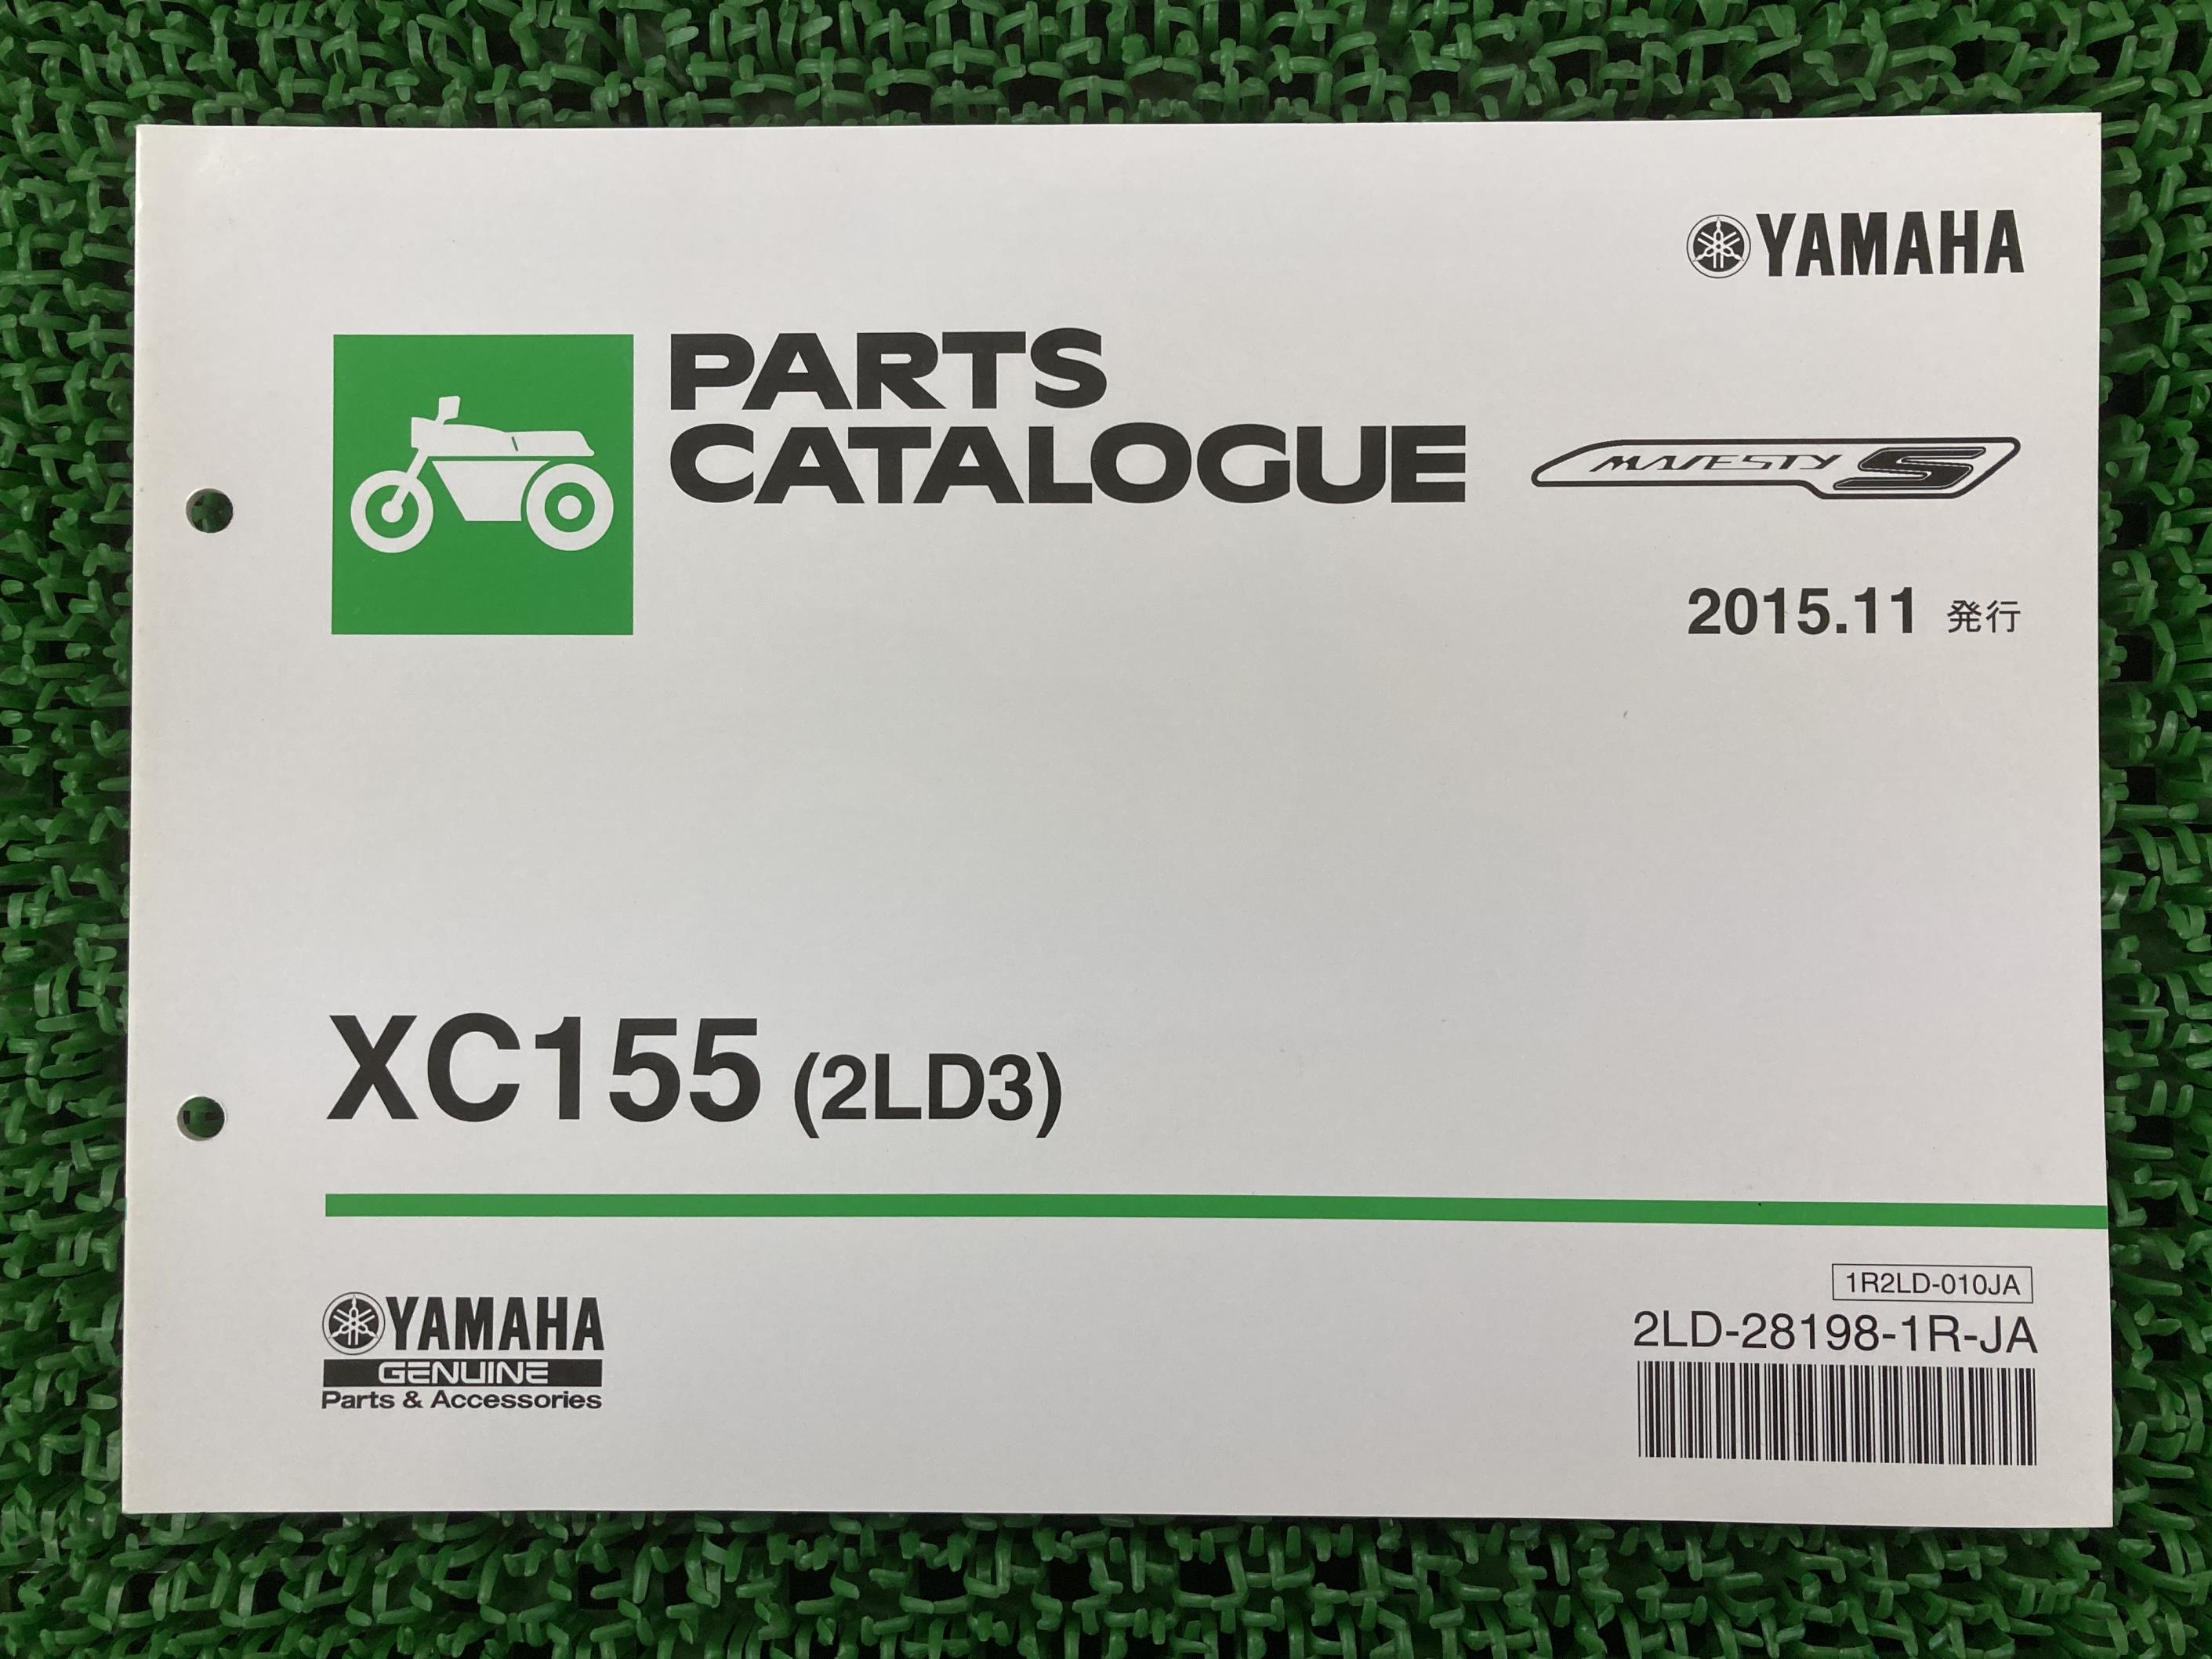 YAMAHA
PARTS
CATALOGUE
MAJESTY S
2015.11 発行
XC155 (2LD3)
YAMAHA
GENUINE
Parts & Accessories
1R2LD-010JA
2LD-28198-1R-JA